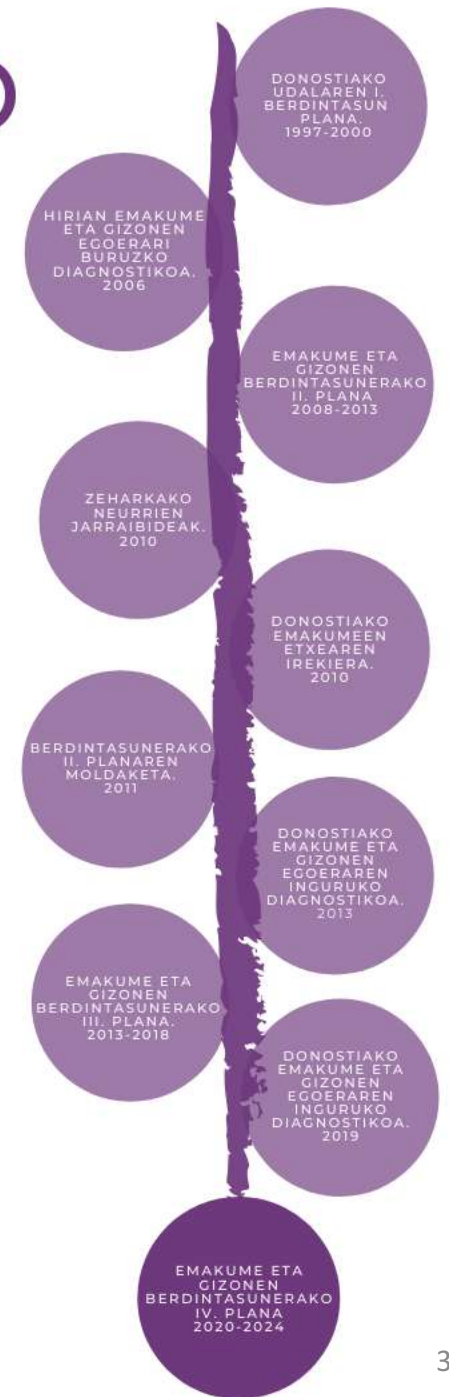 DONOSTIAKO
UDALAREN I.
BERDINTASUN
PLANA.
1997-2000
HIRIAN EMAKUME
ETA GIZONEN
EGOERARI
BURUZKO
DIAGNOSTIKOA.
2006
EMAKUME ETA
GIZONEN
BERDINTASUNERAKO
II. PLANA
2008-2013
ZEHARKAKO
NEURRIEN
JARRAIBIDEAK.
2010
DONOSTIAKO
EMAKUMEEN
ETXEAREN
IREKIERA.
2010
BERDINTASUNERAKO
II. PLANAREN
MOLDAKETA.
2011
DONOSTIAKO
EMAKUME ETA
GIZONEN
EGOERAREN
INGURUKO
DIAGNOSTIKOA.
2013
EMAKUME ETA
GIZONEN
BERDINTASUNERAKO
III. PLANA.
2013-2018
DONOSTIAKO
EMAKUME ETA
GIZONEN
EGOERAREN
INGURUKO
DIAGNOSTIKOA.
2019
EMAKUME ETA
GIZONEN
BERDINTASUNERAKO
IV. PLANA
2020-2024
3